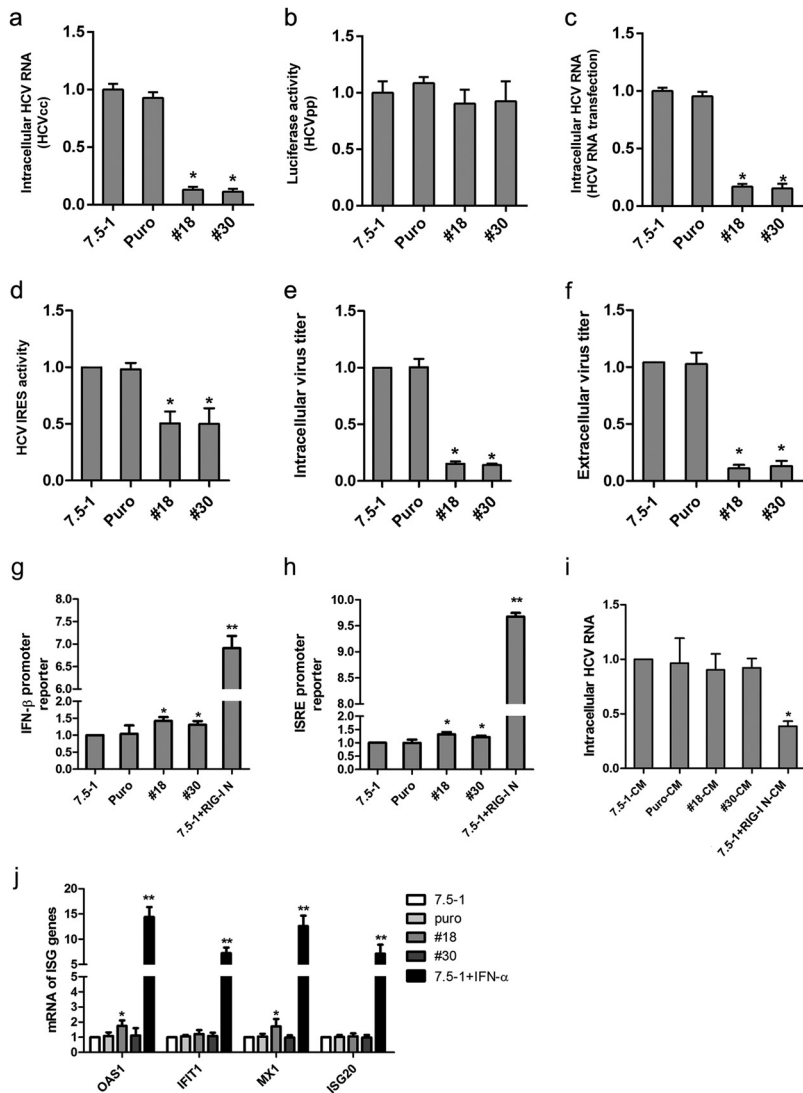 a
Intracellular HCV RNA
(HCVcc)
1.5
1.0
0.5
0.0
7.5-1
Puro
#18
#30
*
*
b
Luciferase activity
(HCVpp)
1.5
1.0
0.5
0.0
7.5-1
Puro
#18
#30
c
Intracellular HCV RNA
(HCV RNA transfection)
1.5
1.0
0.5
0.0
7.5-1
Puro
#18
#30
*
*
d
HCV IRES activity
1.5
1.0
0.5
0.0
7.5-1
Puro
#18
#30
*
*
e
Intracellular virus titer
1.5
1.0
0.5
0.0
7.5-1
Puro
#18
#30
*
*
f
Extracellular virus titer
1.5
1.0
0.5
0.0
7.5-1
Puro
#18
#30
*
*
g
IFN-β promoter
reporter
8.0
7.5
7.0
6.5
6.0
2.0
1.5
1.0
0.5
0.0
7.5-1
Puro
#18
#30
7.5-1+RIG-I N
*
*
**
h
ISRE promoter
reporter
10.0
9.5
9.0
8.5
8.0
2.0
1.5
1.0
0.5
0.0
7.5-1
Puro
#18
#30
7.5-1+RIG-I N
*
*
**
i
Intracellular HCV RNA
1.5
1.0
0.5
0.0
7.5-1-CM
Puro-CM
#18-CM
#30-CM
7.5-1+RIG-I N-CM
*
j
mRNA of ISG genes
20
15
10
5
4
3
2
1
0
*
**
**
*
**
**
OAS1
IFIT1
MX1
ISG20
7.5-1
puro
#18
#30
7.5-1+IFN-α